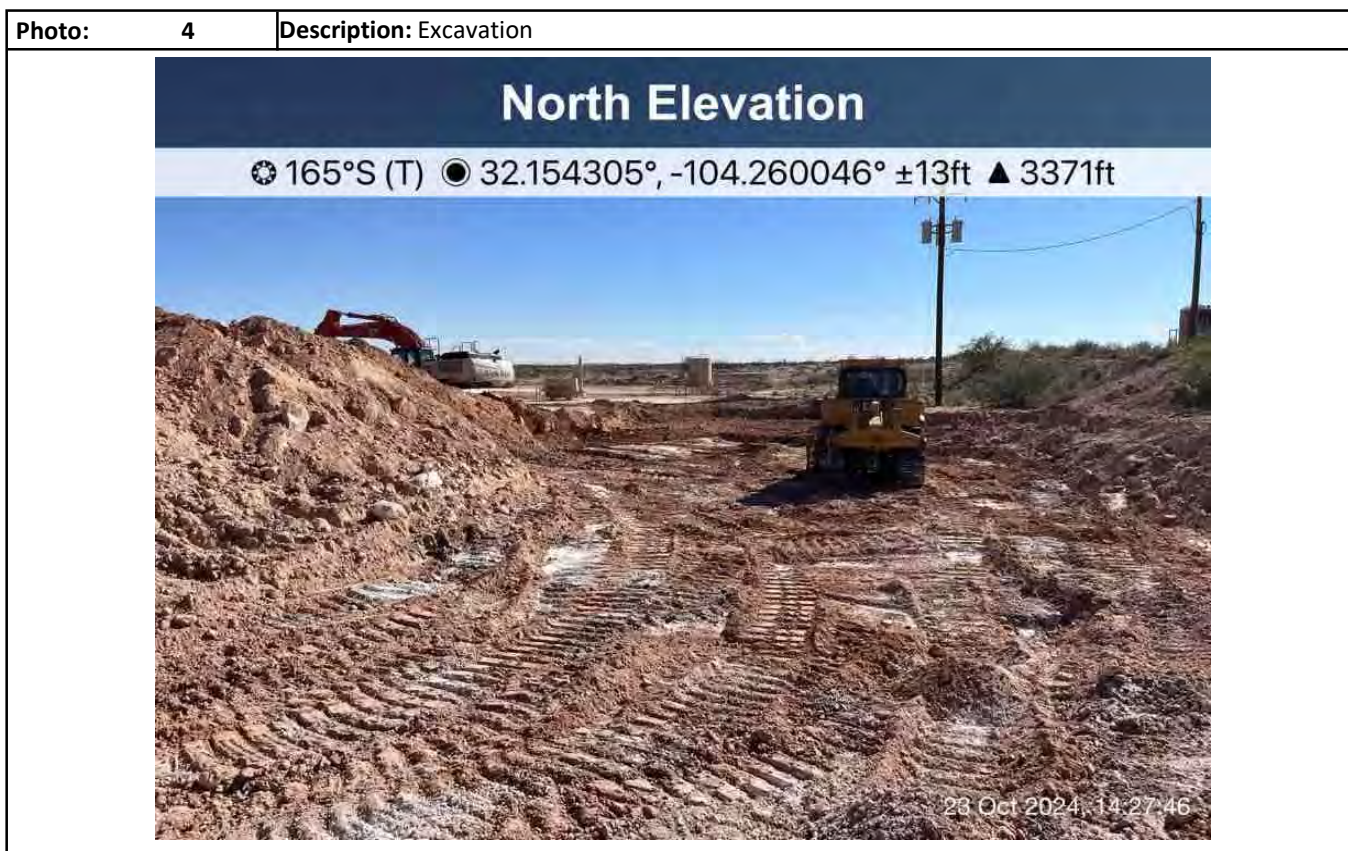 Photo: 4 Description: Excavation
North Elevation
165°S (T) 32.154305°, -104.260046° ±13ft ▲ 3371ft
23 Oct 2024, 14:27:46